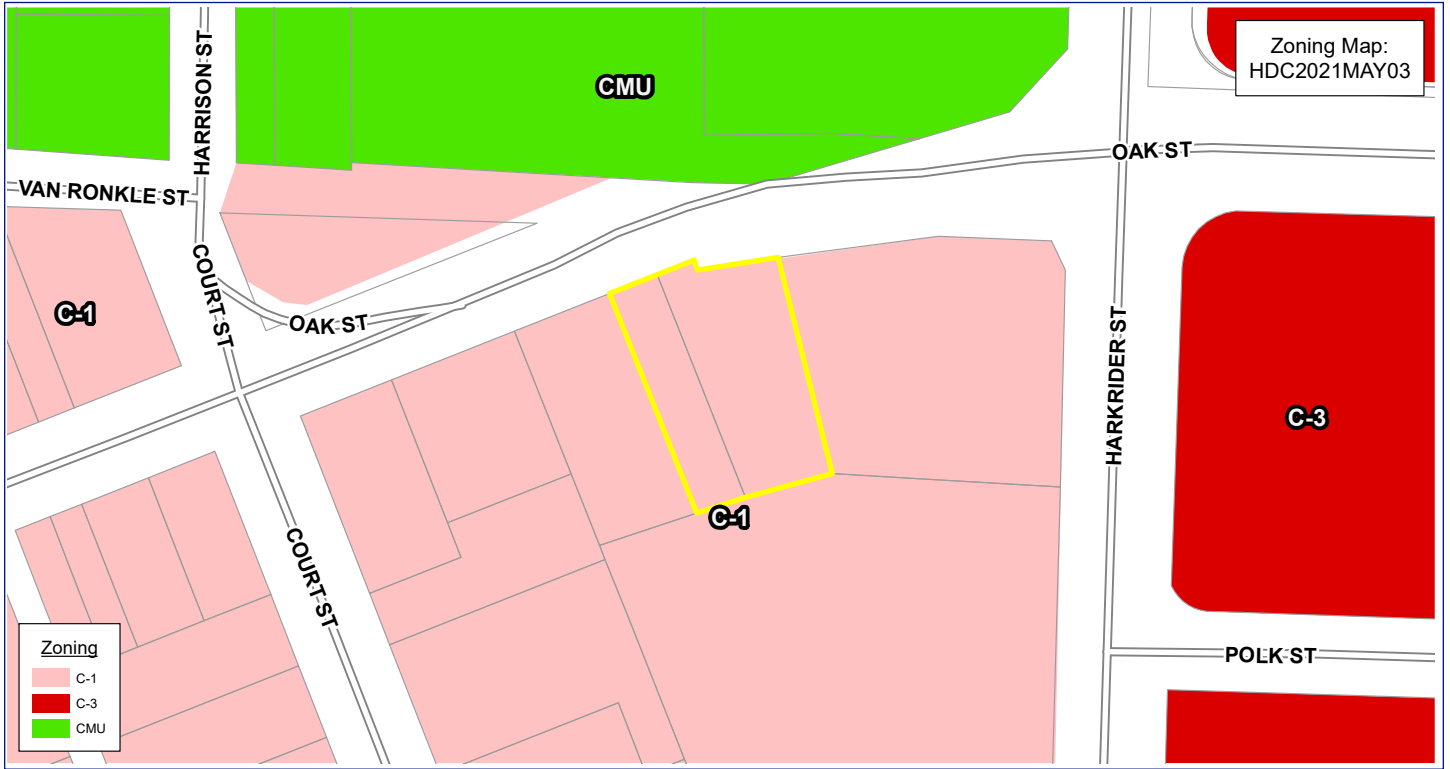 Zoning Map:
HDC2021MAY03
HARRISON ST
CMU
OAK ST
VAN RONKLE ST
COURT ST
C-1
OAK ST
HARKRIDER ST
C-3
C-1
COURT ST
POLK ST
Zoning
C-1
C-3
CMU